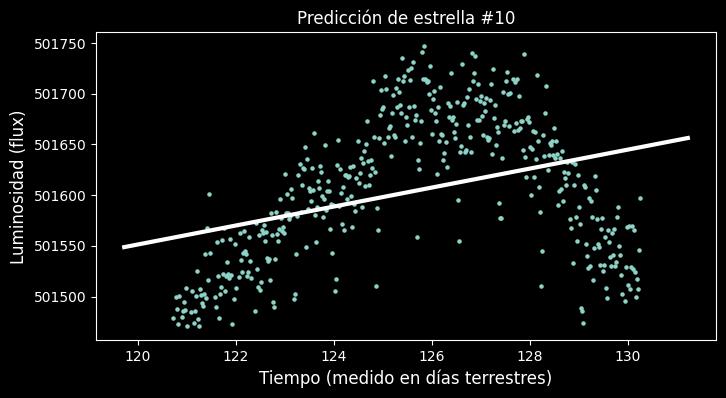 Predicción de estrella #10
Luminosidad (flux)
501750
501700
501650
501600
501550
501500
120 122 124 126 128 130
Tiempo (medido en días terrestres)